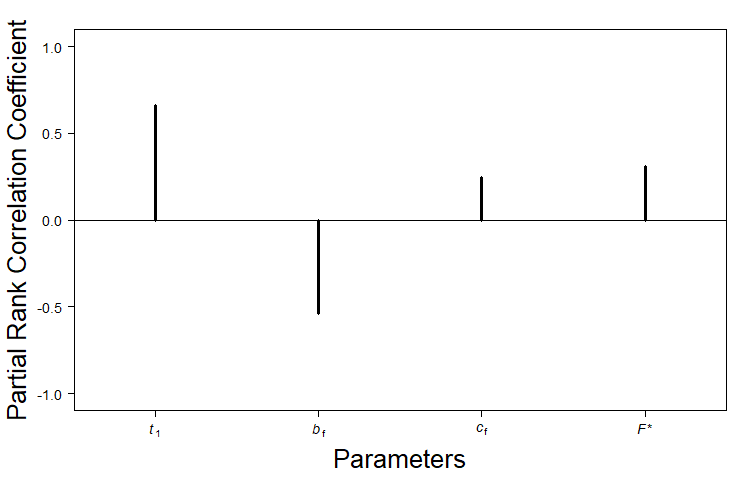 Partial Rank Correlation Coefficient
1.0
0.5
0.0
-0.5
-1.0
t1 bf cf F*
Parameters